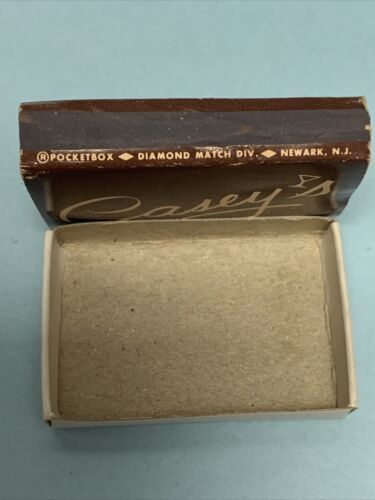 ®POCKETBOX ◆ DIAMOND MATCH DIV. ◆ NEWARK, N.J.
Casey's